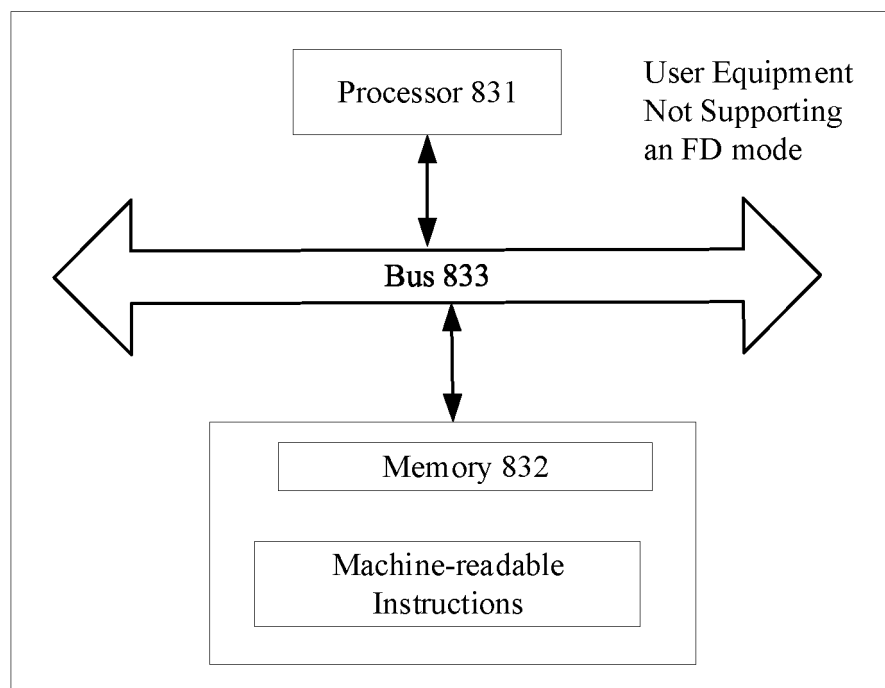 Processor 831
User Equipment
Not Supporting
an FD mode
Bus 833
Memory 832
Machine-readable
Instructions